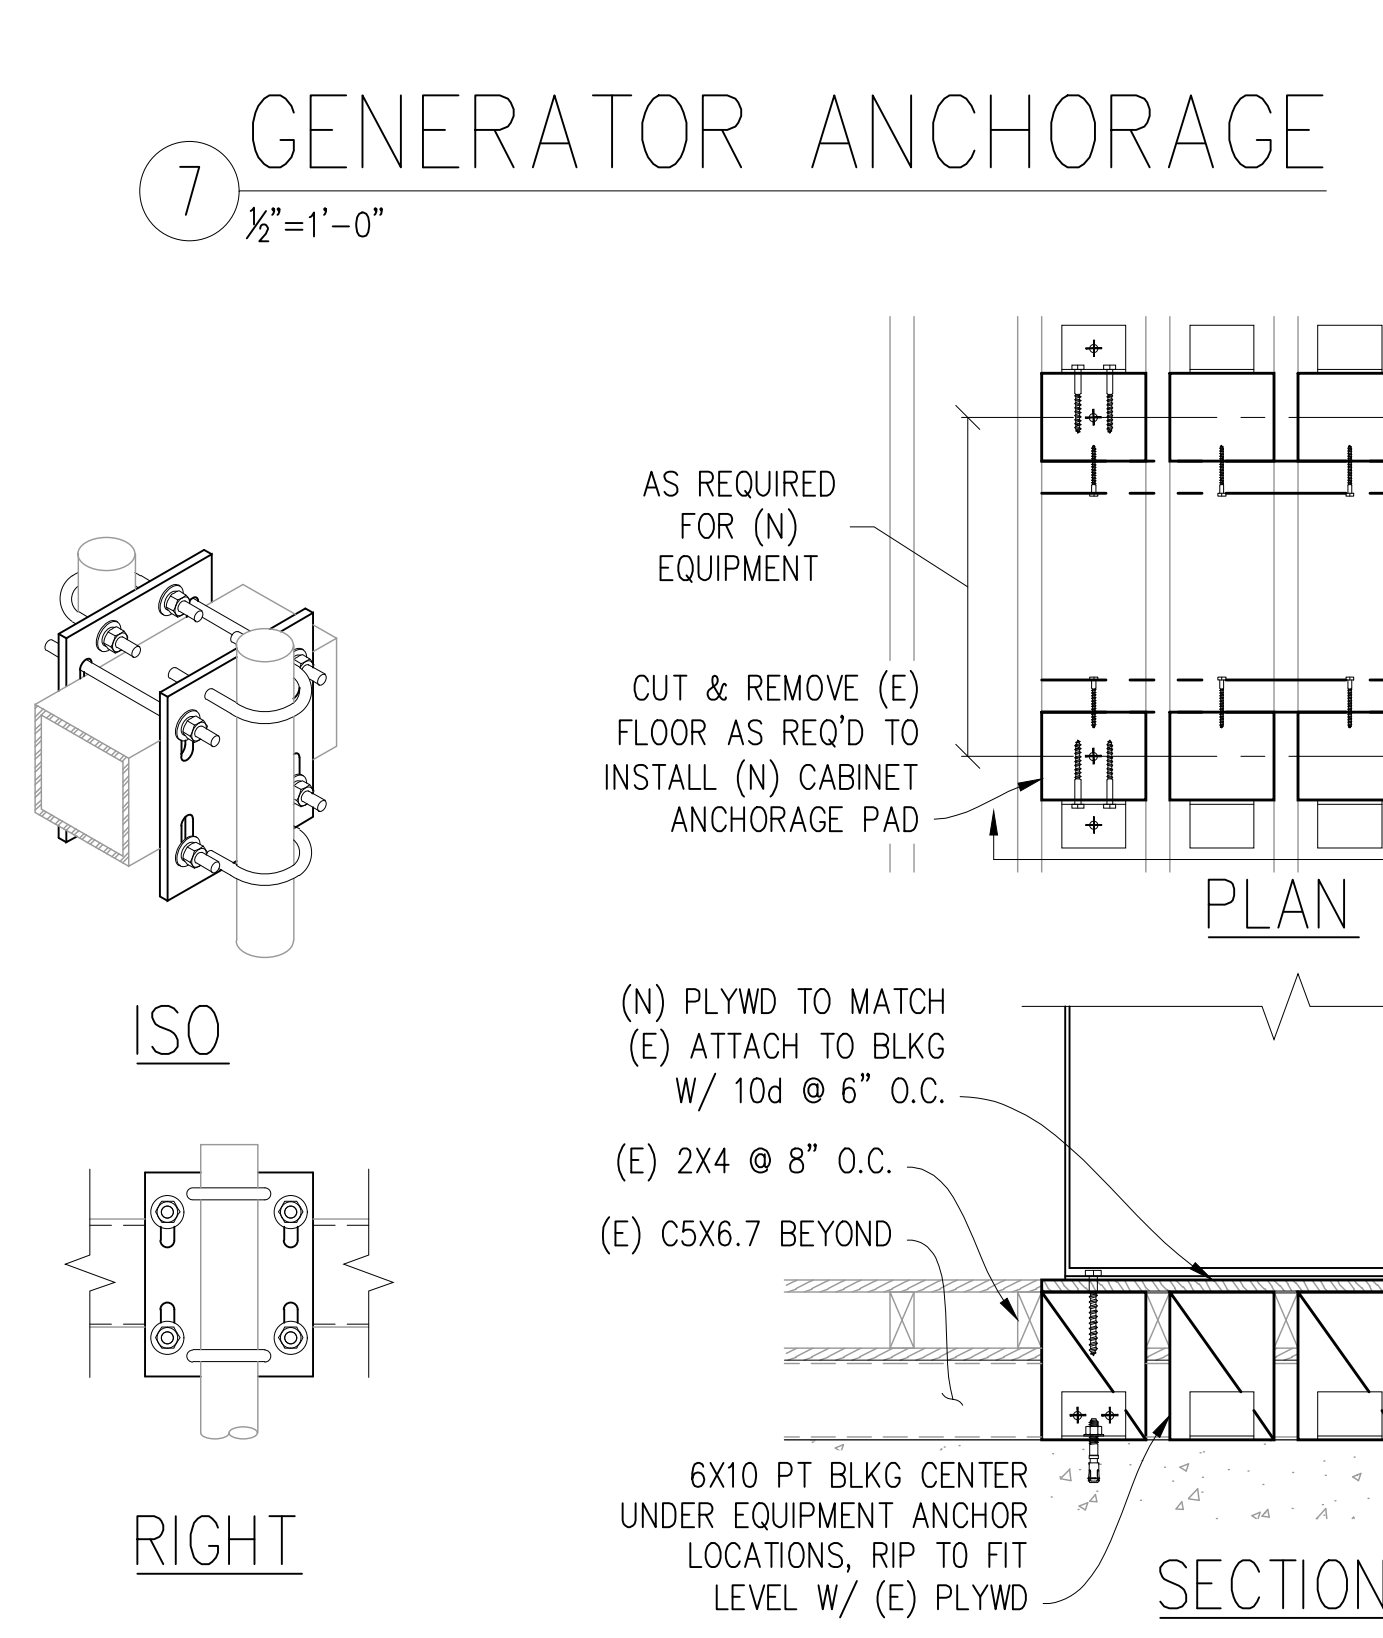 GENERATOR ANCHORAGE
7
½"=1'-0"
AS REQUIRED
FOR (N)
EQUIPMENT
CUT & REMOVE (E)
FLOOR AS REQ'D TO
INSTALL (N) CABINET
ANCHORAGE PAD
PLAN
(N) PLYWD TO MATCH
(E) ATTACH TO BLKG
W/ 10d @ 6" O.C.
(E) 2X4 @ 8" O.C.
(E) C5X6.7 BEYOND
6X10 PT BLKG CENTER
UNDER EQUIPMENT ANCHOR
LOCATIONS, RIP TO FIT
LEVEL W/ (E) PLYWD
SECTION
ISO
RIGHT